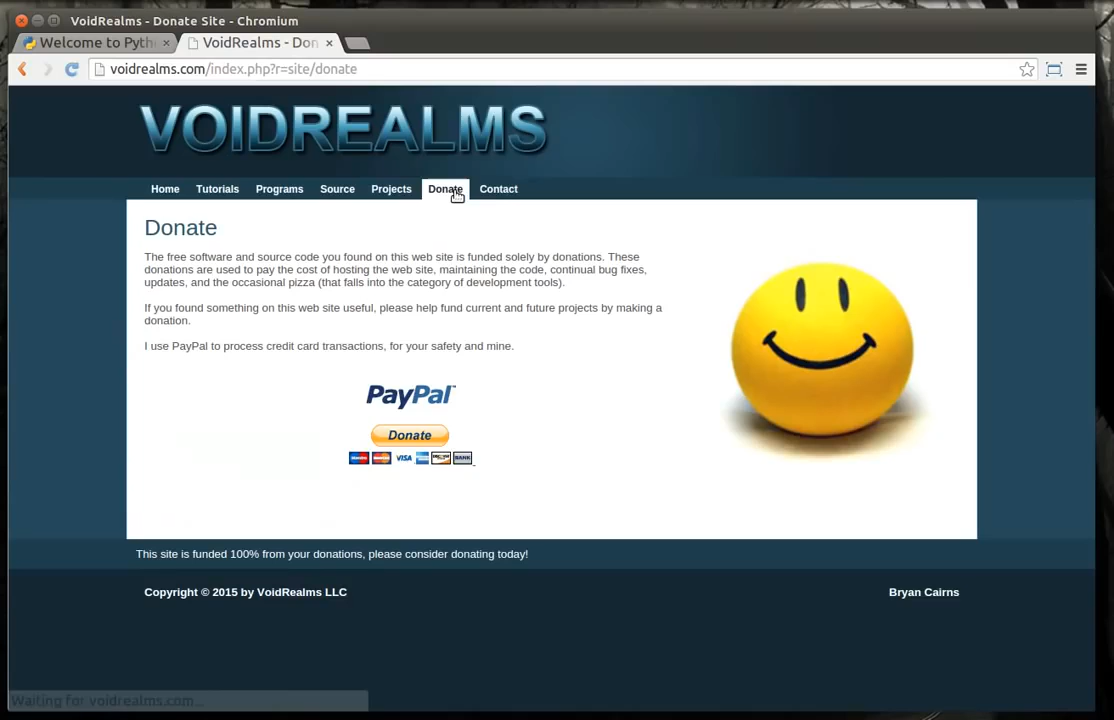 VoidRealms - Donate Site - Chromium
Welcome to Pyth
VoidRealms - Don
voidrealms.com/index.php?r=site/donate
VOIDREALMS
Home Tutorials Programs Source Projects Donate Contact
Donate
The free software and source code you found on this web site is funded solely by donations. These
donations are used to pay the cost of hosting the web site, maintaining the code, continual bug fixes,
updates, and the occasional pizza (that falls into the category of development tools).
If you found something on this web site useful, please help fund current and future projects by making a
donation.
I use PayPal to process credit card transactions, for your safety and mine.
PayPal™
Donate
VISA BANK
This site is funded 100% from your donations, please consider donating today!
Copyright © 2015 by VoidRealms LLC
Bryan Cairns
Waiting for voidrealms.com...